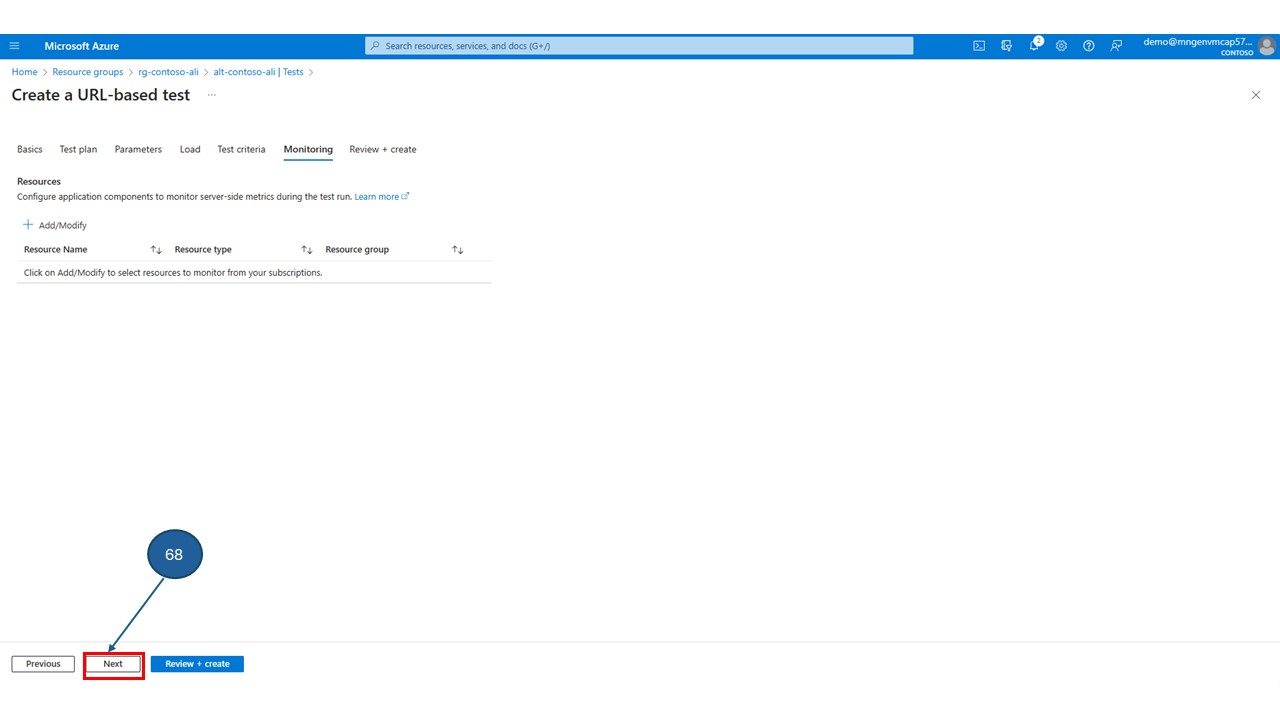 Microsoft Azure
Search resources, services, and docs (G+/)
2
demo@mngenvmcap57...
CONTOSO
Home > Resource groups > rg-contoso-ali > alt-contoso-ali | Tests >
Create a URL-based test ...
Basics Test plan Parameters Load Test criteria Monitoring Review + create
Resources
Configure application components to monitor server-side metrics during the test run. Learn more
+ Add/Modify
Resource Name ↑↓ Resource type ↑↓ Resource group ↑↓
Click on Add/Modify to select resources to monitor from your subscriptions.
68
Previous Next Review + create